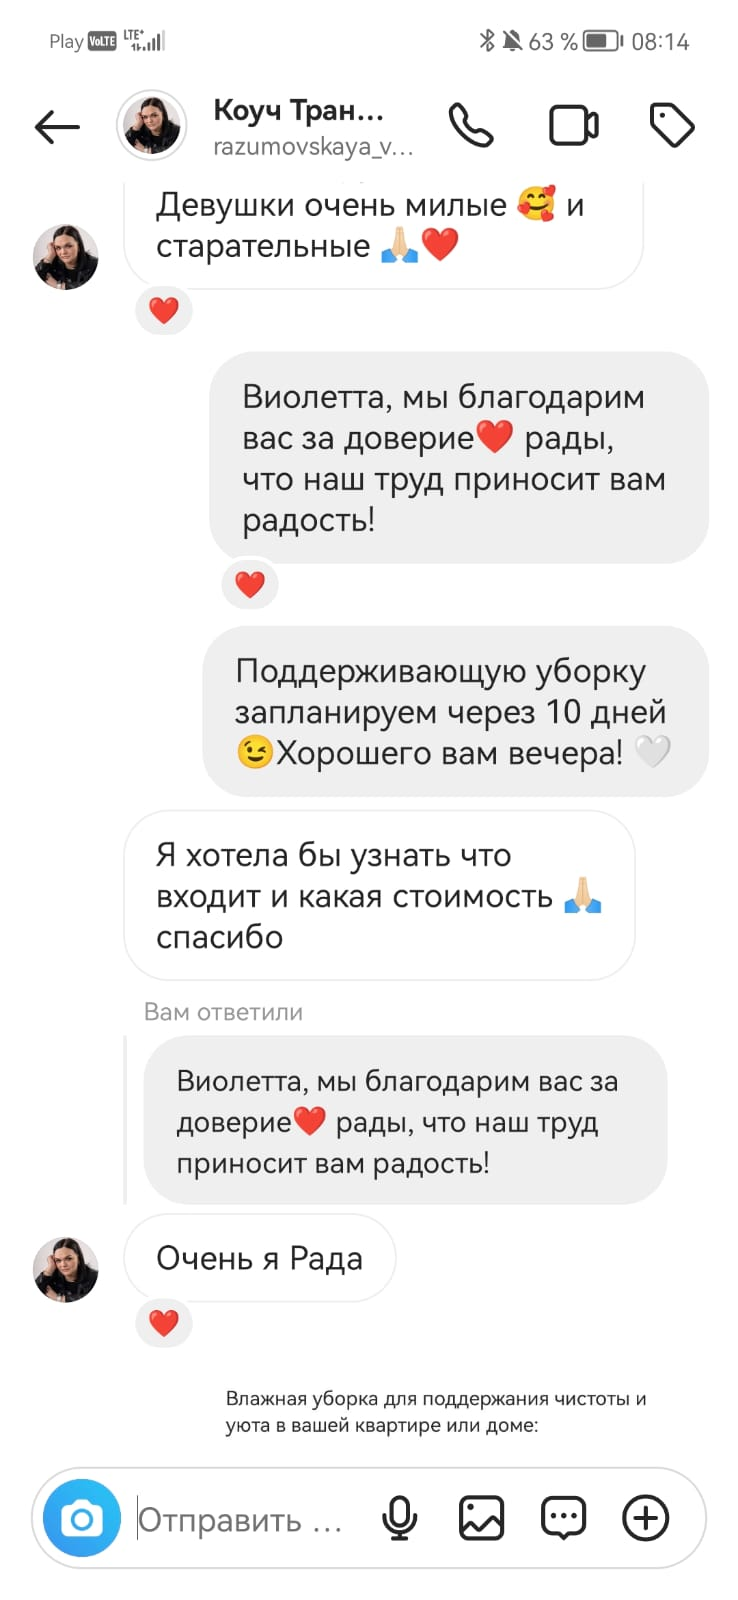 Play VoLTE LTE+ 63 % 08:14
Коуч Тран...
razumovskaya_v...
Девушки очень милые 🥰 и
старательные 🙏🏻❤️
❤️
Виолетта, мы благодарим
вас за доверие❤️ рады,
что наш труд приносит вам
радость!
❤️
Поддерживающую уборку
запланируем через 10 дней
😉Хорошего вам вечера! 🤍
Я хотела бы узнать что
входит и какая стоимость 🙏🏻
спасибо
Вам ответили
Виолетта, мы благодарим вас за
доверие❤️ рады, что наш труд
приносит вам радость!
Очень я Рада
❤️
Влажная уборка для поддержания чистоты и
уюта в вашей квартире или доме:
Отправить ...